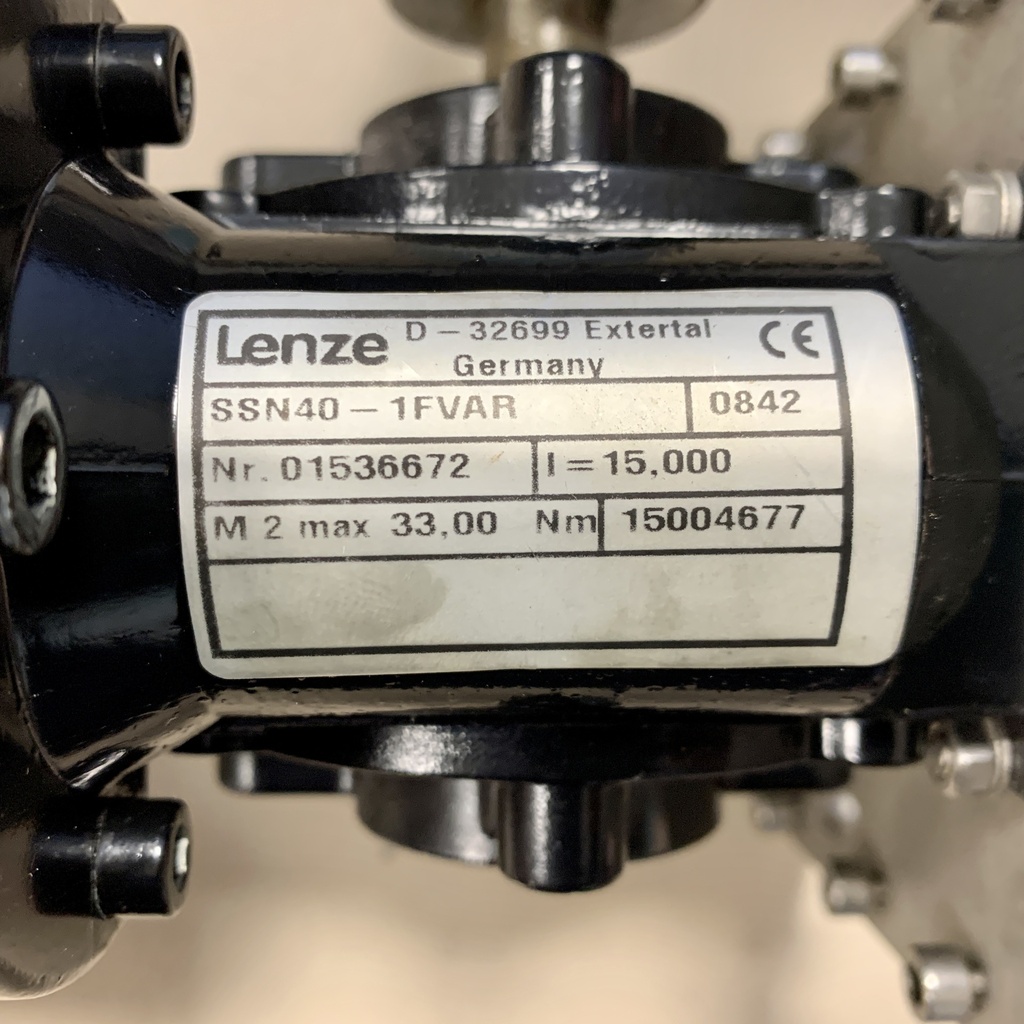 Lenze D - 32699 Extertal CE
Germany
SSN40 - 1FVAR 0842
Nr. 01536672 I = 15,000
M 2 max 33,00 Nm 15004677